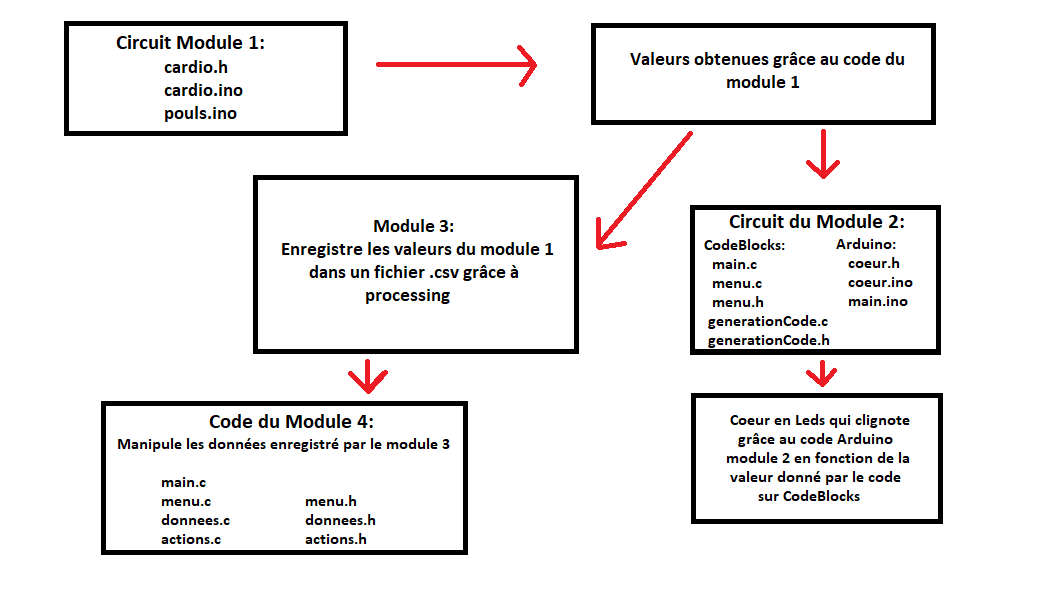 Circuit Module 1:
cardio.h
cardio.ino
pouls.ino
Valeurs obtenues grâce au code du
module 1
Module 3:
Enregistre les valeurs du module 1
dans un fichier .csv grâce à
processing
Circuit du Module 2:
CodeBlocks:
main.c
menu.c
menu.h
generationCode.c
generationCode.h
Arduino:
coeur.h
coeur.ino
main.ino
Code du Module 4:
Manipule les données enregistré par le module 3
main.c
menu.c
donnees.c
actions.c
menu.h
donnees.h
actions.h
Coeur en Leds qui clignote
grâce au code Arduino
module 2 en fonction de la
valeur donné par le code
sur CodeBlocks